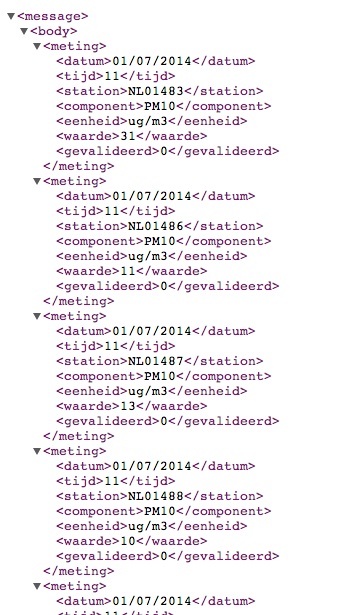 <message>
<body>
<meting>
<datum>01/07/2014</datum>
<tijd>11</tijd>
<station>NL01483</station>
<component>PM10</component>
<eenheid>ug/m3</eenheid>
<waarde>31</waarde>
<gevalideerd>0</gevalideerd>
</meting>
<meting>
<datum>01/07/2014</datum>
<tijd>11</tijd>
<station>NL01486</station>
<component>PM10</component>
<eenheid>ug/m3</eenheid>
<waarde>11</waarde>
<gevalideerd>0</gevalideerd>
</meting>
<meting>
<datum>01/07/2014</datum>
<tijd>11</tijd>
<station>NL01487</station>
<component>PM10</component>
<eenheid>ug/m3</eenheid>
<waarde>13</waarde>
<gevalideerd>0</gevalideerd>
</meting>
<meting>
<datum>01/07/2014</datum>
<tijd>11</tijd>
<station>NL01488</station>
<component>PM10</component>
<eenheid>ug/m3</eenheid>
<waarde>10</waarde>
<gevalideerd>0</gevalideerd>
</meting>
<meting>
<datum>01/07/2014</datum>
<tijd>11</tijd>